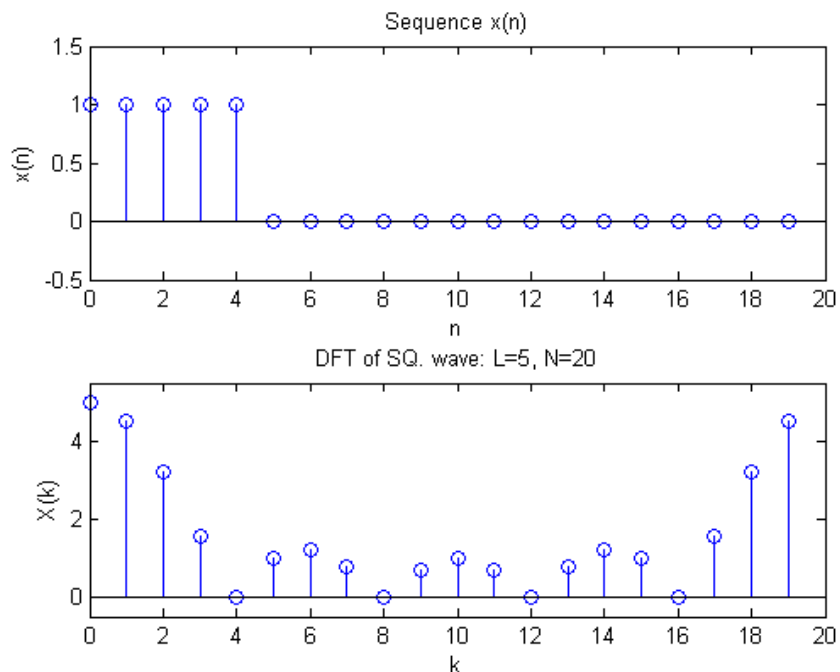 Sequence x(n)
1.5
1
0.5
0
-0.5
x(n)
0 2 4 6 8 10 12 14 16 18 20
n
DFT of SQ. wave: L=5, N=20
4
2
0
X(k)
0 2 4 6 8 10 12 14 16 18 20
k